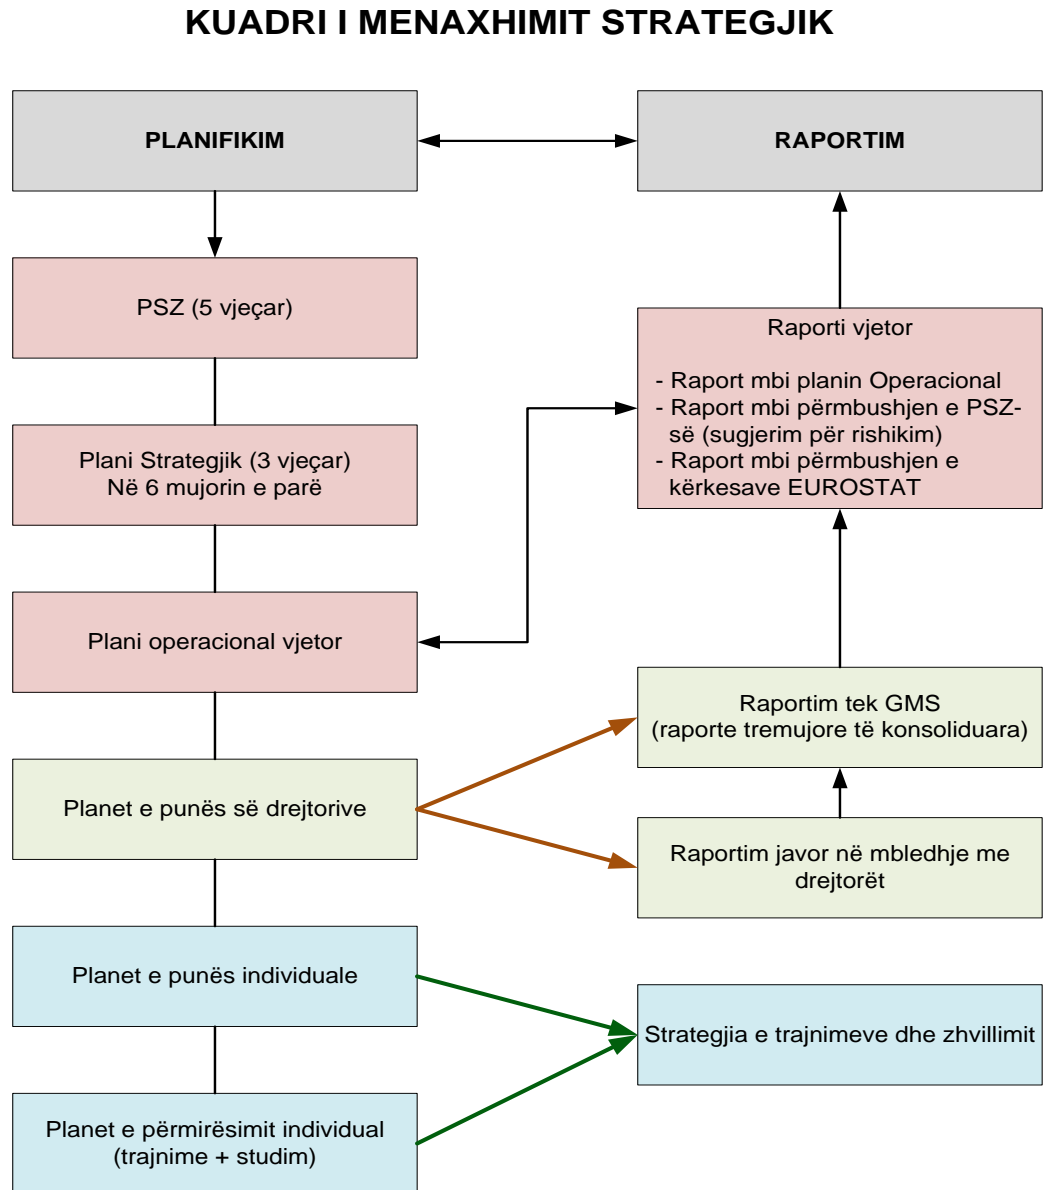 KUADRI I MENAXHIMIT STRATEGJIK
PLANIFIKIM
RAPORTIM
PSZ (5 vjeçar)
Raporti vjetor
- Raport mbi planin Operacional
- Raport mbi përmbushjen e PSZ-
së (sugjerim për rishikim)
- Raport mbi përmbushjen e
kërkesave EUROSTAT
Plani Strategjik (3 vjeçar)
Në 6 mujorin e parë
Plani operacional vjetor
Raportim tek GMS
(raporte tremujore të konsoliduara)
Planet e punës së drejtorive
Raportim javor në mbledhje me
drejtorët
Planet e punës individuale
Strategjia e trajnimeve dhe zhvillimit
Planet e përmirësimit individual
(trajnime + studim)